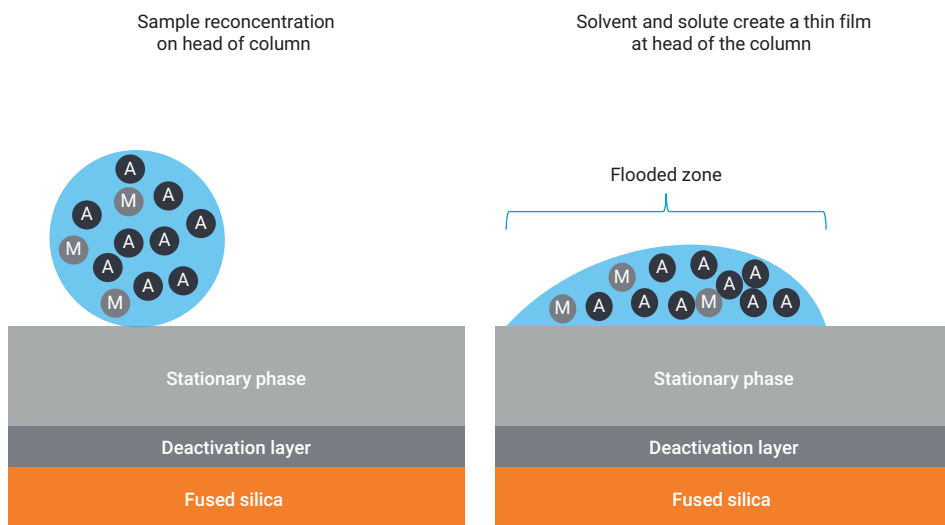 Sample reconcentration
on head of column
A
M
A
A
A
A
A
M
A
A
A
M
Stationary phase
Deactivation layer
Fused silica
Solvent and solute create a thin film
at head of the column
Flooded zone
A
A
A
M
A
M
A
A
A
M
A
A
Stationary phase
Deactivation layer
Fused silica